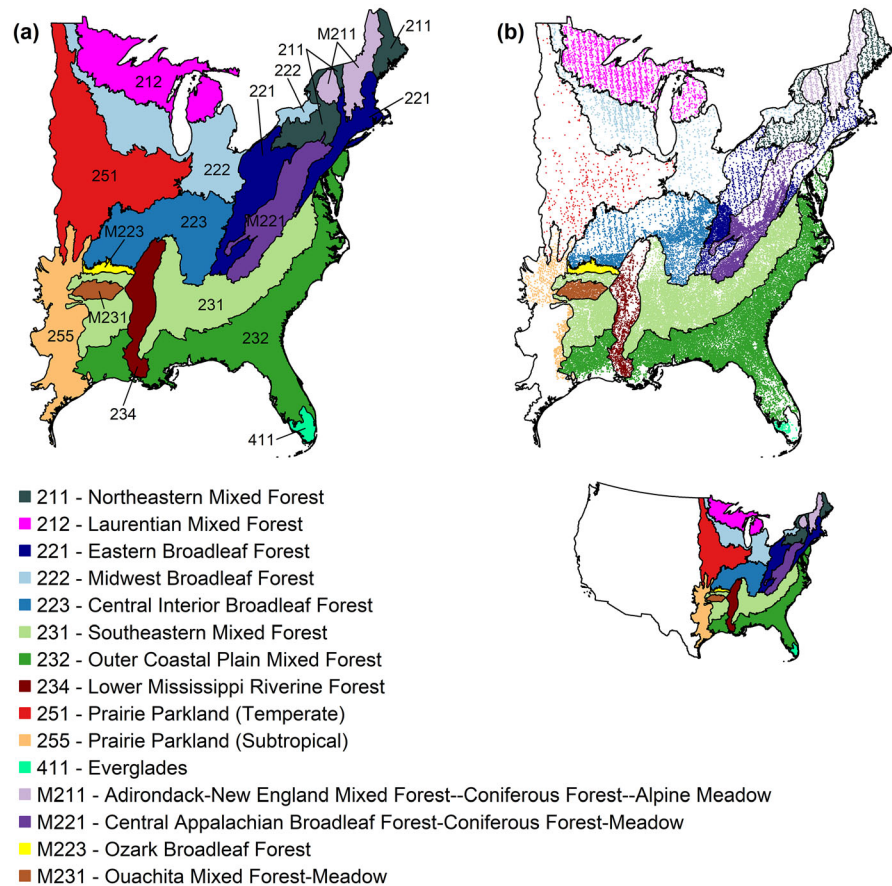 (a)
(b)
211
M211
211
222
221
221
212
251
222
223
M221
M223
231
M231
255
232
234
411
211 - Northeastern Mixed Forest
212 - Laurentian Mixed Forest
221 - Eastern Broadleaf Forest
222 - Midwest Broadleaf Forest
223 - Central Interior Broadleaf Forest
231 - Southeastern Mixed Forest
232 - Outer Coastal Plain Mixed Forest
234 - Lower Mississippi Riverine Forest
251 - Prairie Parkland (Temperate)
255 - Prairie Parkland (Subtropical)
411 - Everglades
M211 - Adirondack-New England Mixed Forest--Coniferous Forest--Alpine Meadow
M221 - Central Appalachian Broadleaf Forest-Coniferous Forest-Meadow
M223 - Ozark Broadleaf Forest
M231 - Ouachita Mixed Forest-Meadow